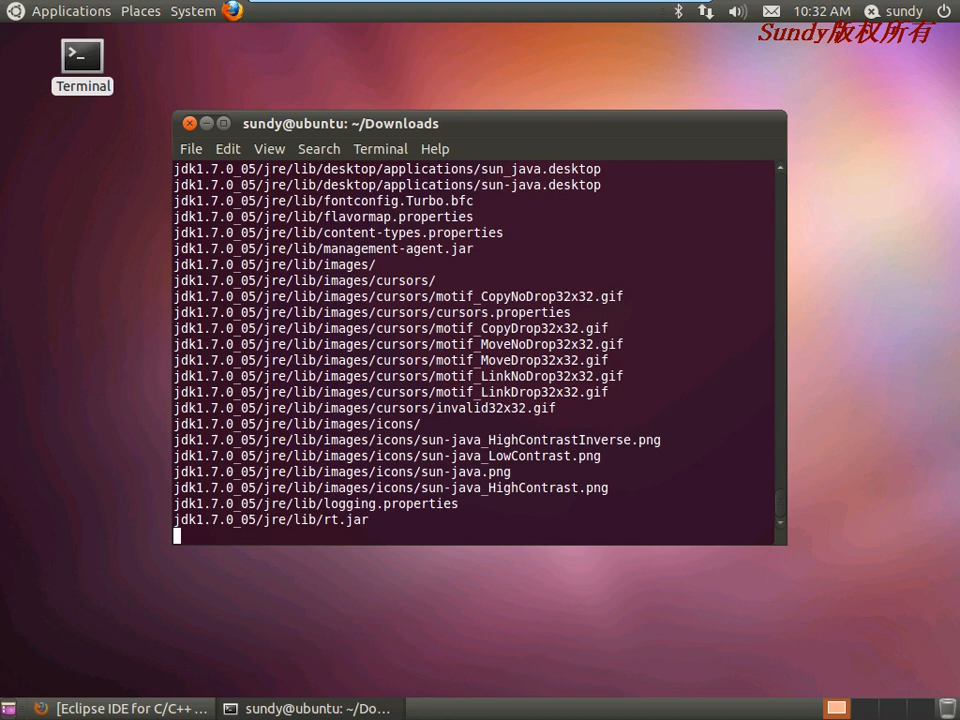 Applications Places System 10:32 AM sundy
Sundy版权所有
Terminal
sundy@ubuntu: ~/Downloads
File Edit View Search Terminal Help
jdk1.7.0_05/jre/lib/desktop/applications/sun_java.desktop
jdk1.7.0_05/jre/lib/desktop/applications/sun-java.desktop
jdk1.7.0_05/jre/lib/fontconfig.Turbo.bfc
jdk1.7.0_05/jre/lib/flavormap.properties
jdk1.7.0_05/jre/lib/content-types.properties
jdk1.7.0_05/jre/lib/management-agent.jar
jdk1.7.0_05/jre/lib/images/
jdk1.7.0_05/jre/lib/images/cursors/
jdk1.7.0_05/jre/lib/images/cursors/motif_CopyNoDrop32x32.gif
jdk1.7.0_05/jre/lib/images/cursors/cursors.properties
jdk1.7.0_05/jre/lib/images/cursors/motif_CopyDrop32x32.gif
jdk1.7.0_05/jre/lib/images/cursors/motif_MoveNoDrop32x32.gif
jdk1.7.0_05/jre/lib/images/cursors/motif_MoveDrop32x32.gif
jdk1.7.0_05/jre/lib/images/cursors/motif_LinkNoDrop32x32.gif
jdk1.7.0_05/jre/lib/images/cursors/motif_LinkDrop32x32.gif
jdk1.7.0_05/jre/lib/images/cursors/invalid32x32.gif
jdk1.7.0_05/jre/lib/images/icons/
jdk1.7.0_05/jre/lib/images/icons/sun-java_HighContrastInverse.png
jdk1.7.0_05/jre/lib/images/icons/sun-java_LowContrast.png
jdk1.7.0_05/jre/lib/images/icons/sun-java.png
jdk1.7.0_05/jre/lib/images/icons/sun-java_HighContrast.png
jdk1.7.0_05/jre/lib/logging.properties
jdk1.7.0_05/jre/lib/rt.jar
[Eclipse IDE for C/C++ ... sundy@ubuntu: ~/Do...